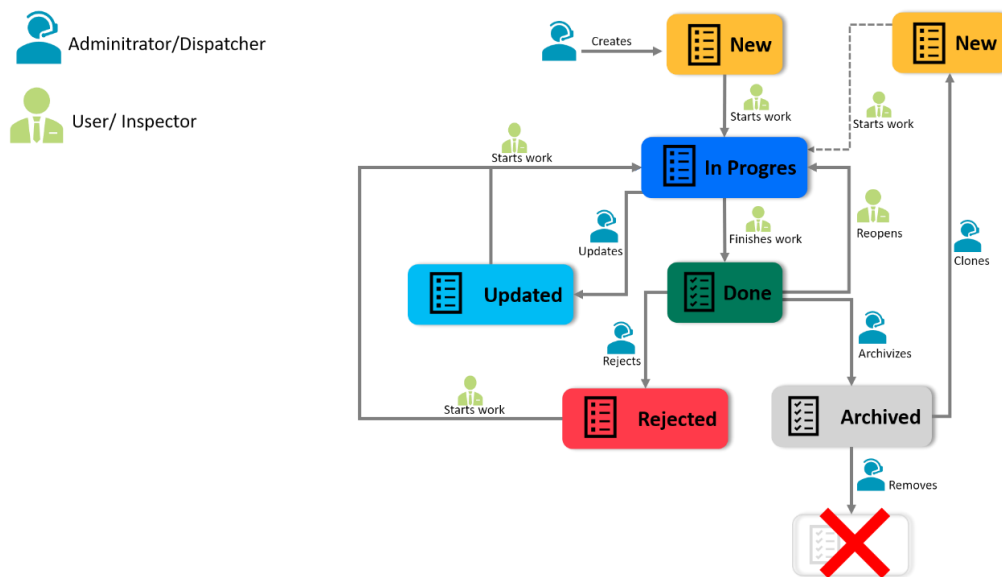 Adminitrator/Dispatcher
User/ Inspector
Creates
New
New
Starts work
Starts work
Starts work
In Progres
Updates
Finishes work
Reopens
Clones
Updated
Done
Rejects
Archivizes
Starts work
Rejected
Archived
Removes